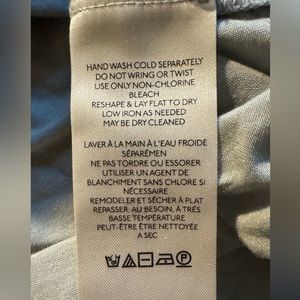 HAND WASH COLD SEPARATELY
DO NOT WRING OR TWIST
USE ONLY NON-CHLORINE
BLEACH
RESHAPE & LAY FLAT TO DRY
LOW IRON AS NEEDED
MAY BE DRY CLEANED
LAVER À LA MAIN À L'EAU FROIDE
SÉPARÉMEN
NE PAS TORDRE OU ESSORER
UTILISER UN AGENT DE
BLANCHIMENT SANS CHLORE SI
NÉCESSAIRE
REMODELER ET SÉCHER À PLAT
REPASSER, AU BESOIN, À TRÈS
BASSE TEMPÉRATURE
PEUT-ÊTRE ÊTRE NETTOYÉE
A SEC
P